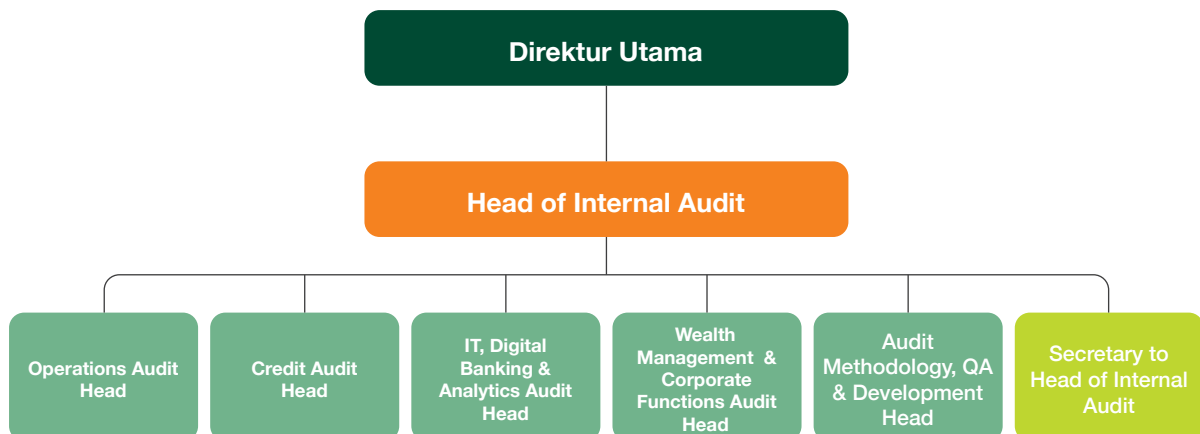 Direktur Utama
Head of Internal Audit
Operations Audit
Head
Credit Audit
Head
IT, Digital
Banking &
Analytics Audit
Head
Wealth
Management & 
Corporate
Functions Audit
Head
Audit
Methodology, QA
& Development
Head
Secretary to
Head of Internal
Audit